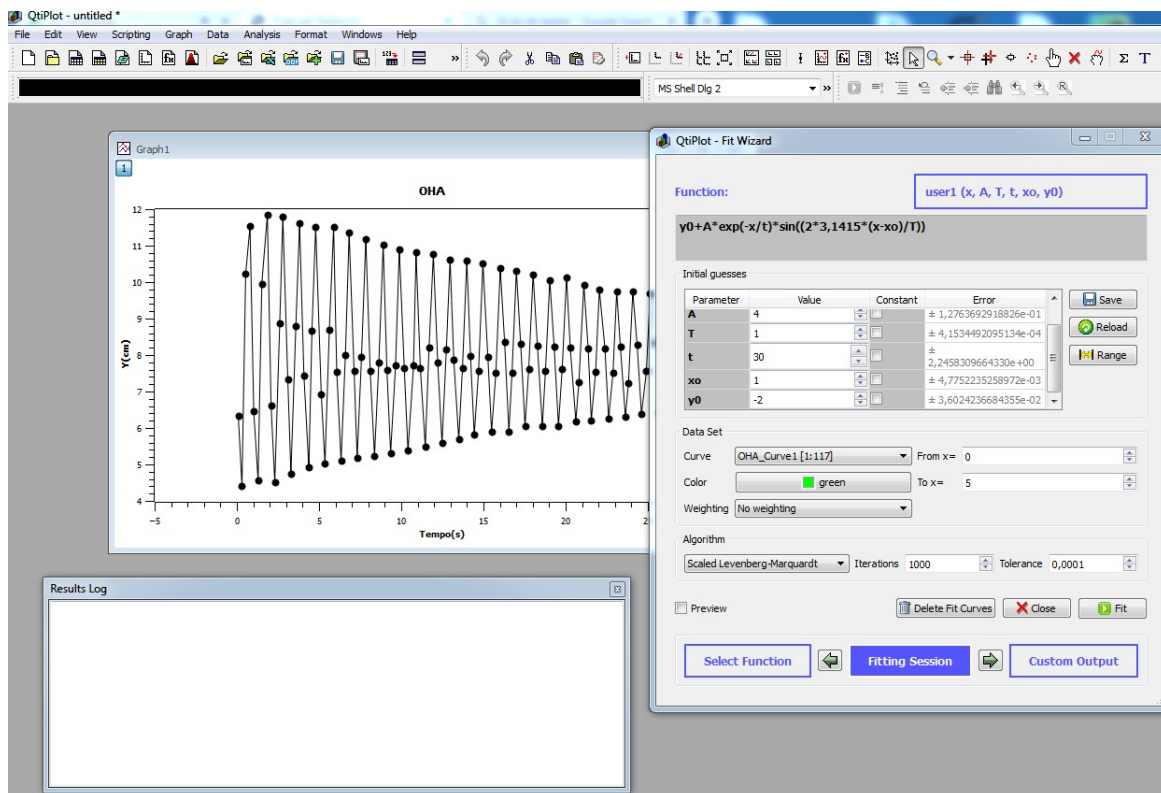 QtiPlot - untitled *
File Edit View Scripting Graph Data Analysis Format Windows Help
MS Shell Dlg 2
Graph1
1
OHA
Y(cm)
12
11
10
9
8
7
6
5
4
-5 0 5 10 15 20
Tempo(s)
Results Log
QtiPlot - Fit Wizard
Function: user1 (x, A, T, t, xo, y0)
y0+A*exp(-x/t)*sin((2*3,1415*(x-xo)/T))
Initial guesses
Parameter Value Constant Error
A 4 ± 1,2763692918826e-01
T 1 ± 4,1534492095134e-04
t 30 ± 2,2458309664330e+00
xo 1 ± 4,7752235258972e-03
y0 -2 ± 3,6024236684355e-02
Save
Reload
Range
Data Set
Curve OHA_Curve1 [1:117] From x= 0
Color green To x= 5
Weighting No weighting
Algorithm
Scaled Levenberg-Marquardt Iterations 1000 Tolerance 0,0001
Preview Delete Fit Curves Close Fit
Select Function Fitting Session Custom Output